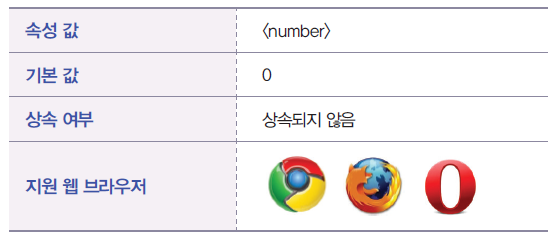 속성 값 〈number〉
기본 값 0
상속 여부 상속되지 않음
지원 웹 브라우저